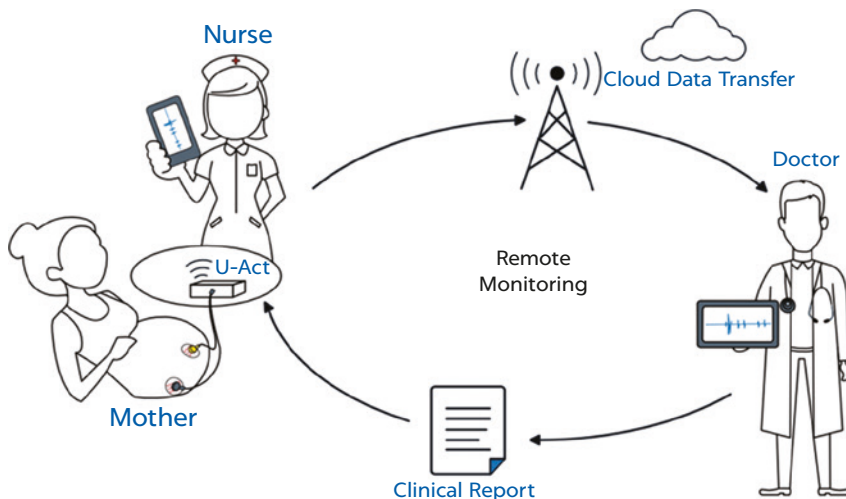 Nurse
Cloud Data Transfer
Doctor
U-Act
Remote
Monitoring
Mother
Clinical Report